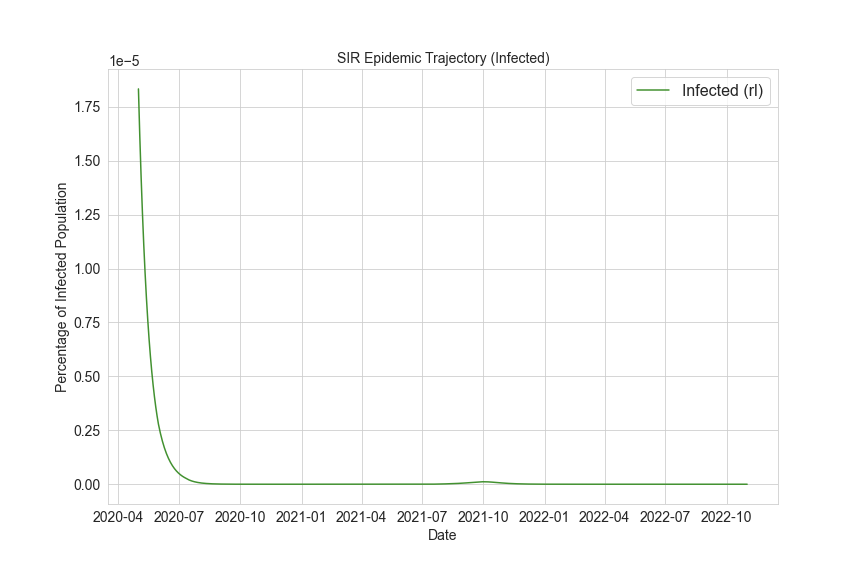 SIR Epidemic Trajectory (Infected)
1e−5
Infected (rI)
1.75
1.50
1.25
1.00
0.75
0.50
0.25
0.00
Percentage of Infected Population
2020-04 2020-07 2020-10 2021-01 2021-04 2021-07 2021-10 2022-01 2022-04 2022-07 2022-10
Date